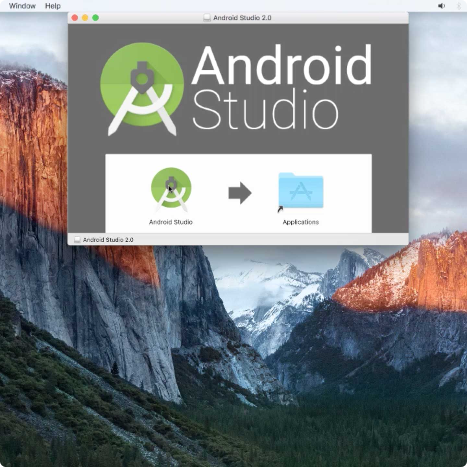 Window Help
Android Studio 2.0
Android
Studio
Android Studio Applications
Android Studio 2.0